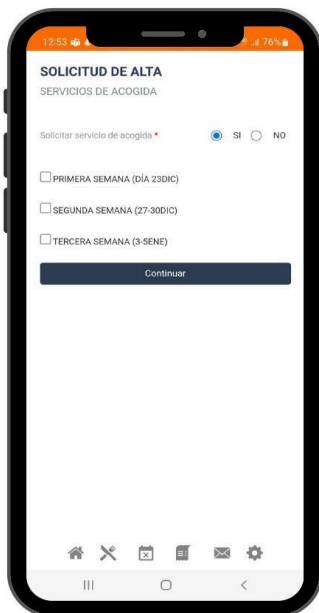 12:53 76%
SOLICITUD DE ALTA
SERVICIOS DE ACOGIDA
Solicitar servicio de acogida * SI NO
PRIMERA SEMANA (DÍA 23DIC)
SEGUNDA SEMANA (27-30DIC)
TERCERA SEMANA (3-5ENE)
Continuar